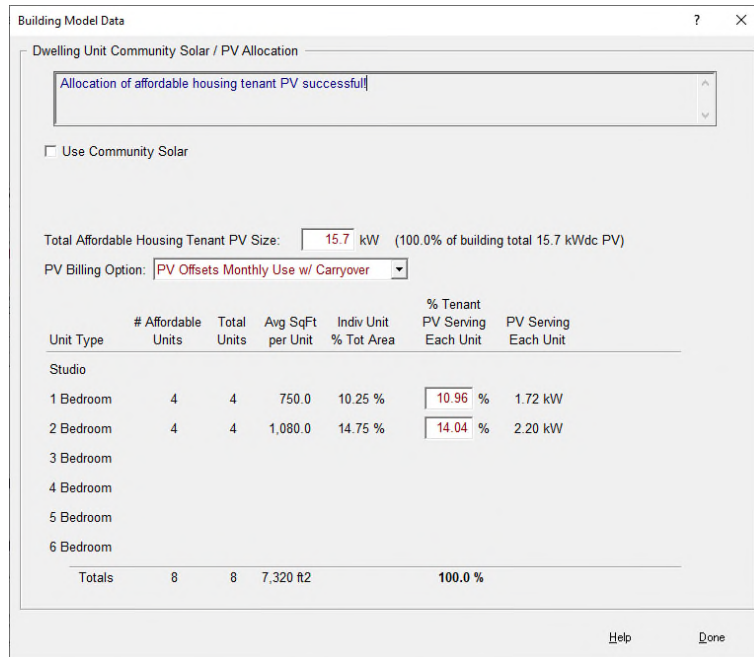 Building Model Data
? X
Dwelling Unit Community Solar / PV Allocation
Allocation of affordable housing tenant PV successful!
Use Community Solar
Total Affordable Housing Tenant PV Size: 15.7 kW (100.0% of building total 15.7 kWdc PV)
PV Billing Option: PV Offsets Monthly Use w/ Carryover
% Tenant
# Affordable Total Avg SqFt Indiv Unit PV Serving PV Serving
Unit Type Units Units per Unit % Tot Area Each Unit Each Unit
Studio
1 Bedroom 4 4 750.0 10.25 % 10.96 % 1.72 kW
2 Bedroom 4 4 1,080.0 14.75 % 14.04 % 2.20 kW
3 Bedroom
4 Bedroom
5 Bedroom
6 Bedroom
Totals 8 8 7,320 ft2 100.0 %
Help Done